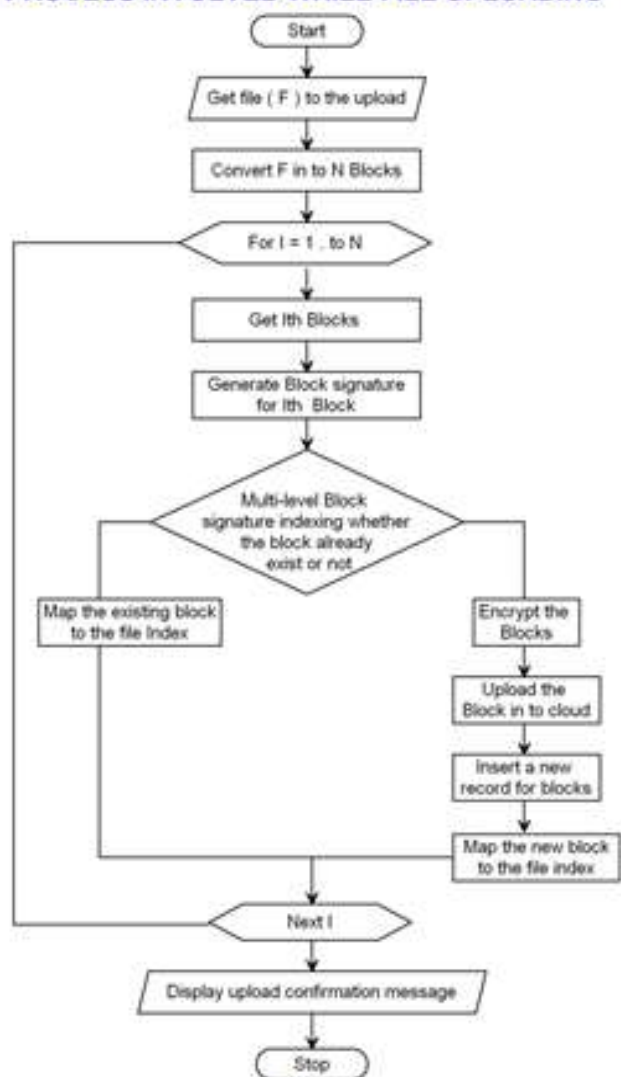 Start
Get file ( F ) to the upload
Convert F in to N Blocks
For I = 1 , to N
Get Ith Blocks
Generate Block signature
for Ith Block
Multi-level Block
signature indexing whether
the block already
exist or not
Map the existing block
to the file Index
Encrypt the
Blocks
Upload the
Block in to cloud
Insert a new
record for blocks
Map the new block
to the file index
Next I
Display upload confirmation message
Stop